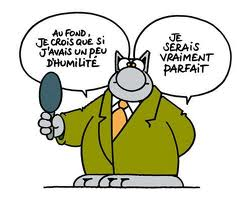 AU FOND,
JE CROIS QUE SI
J'AVAIS UN PEU
D'HUMILITÉ
JE
SERAIS
VRAIMENT
PARFAIT